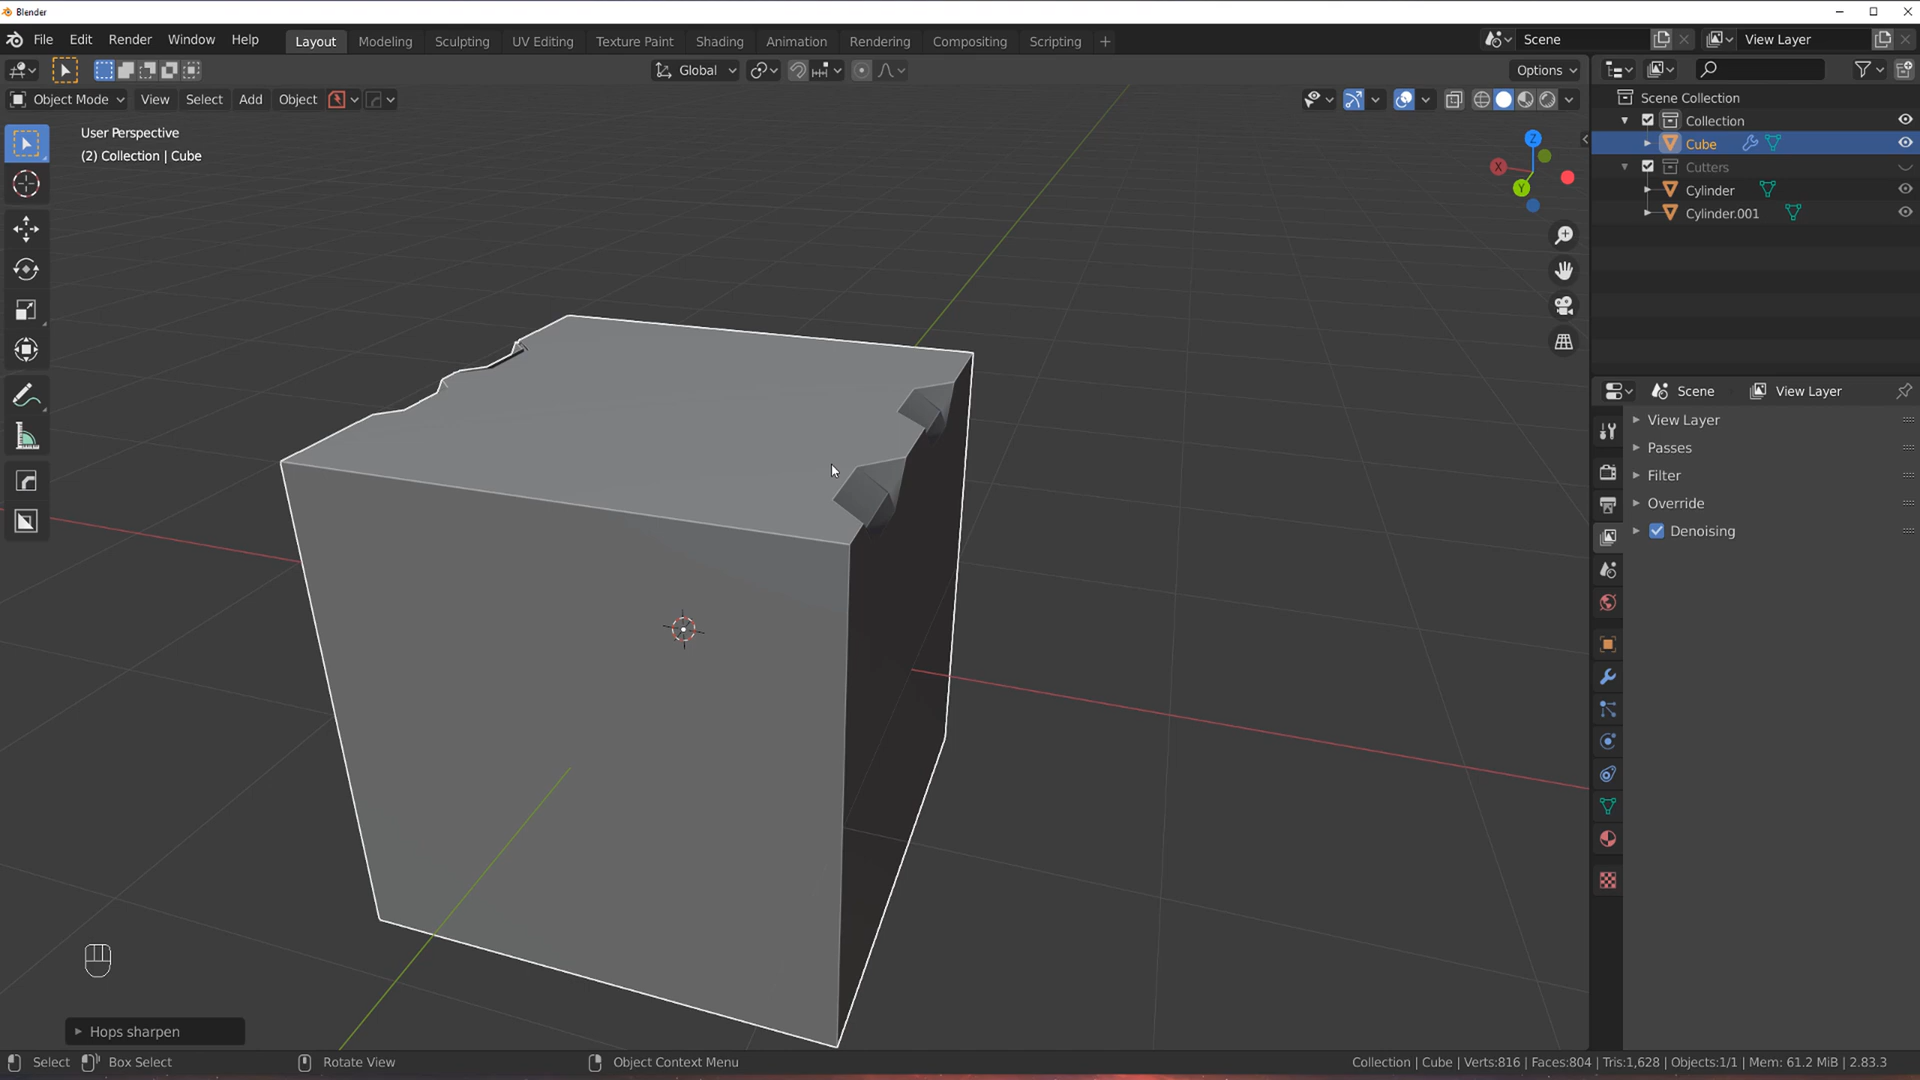 Blender
File Edit Render Window Help Layout Modeling Sculpting UV Editing Texture Paint Shading Animation Rendering Compositing Scripting + Scene View Layer
Global Options
Object Mode View Select Add Object
User Perspective
(2) Collection | Cube
Z
X
Y
Scene Collection
Collection
Cube
Cutters
Cylinder
Cylinder.001
Scene View Layer
View Layer
Passes
Filter
Override
Denoising
Hops sharpen
Select Box Select Rotate View Object Context Menu Collection | Cube | Verts:816 | Faces:804 | Tris:1,628 | Objects:1/1 | Mem: 61.2 MiB | 2.83.3